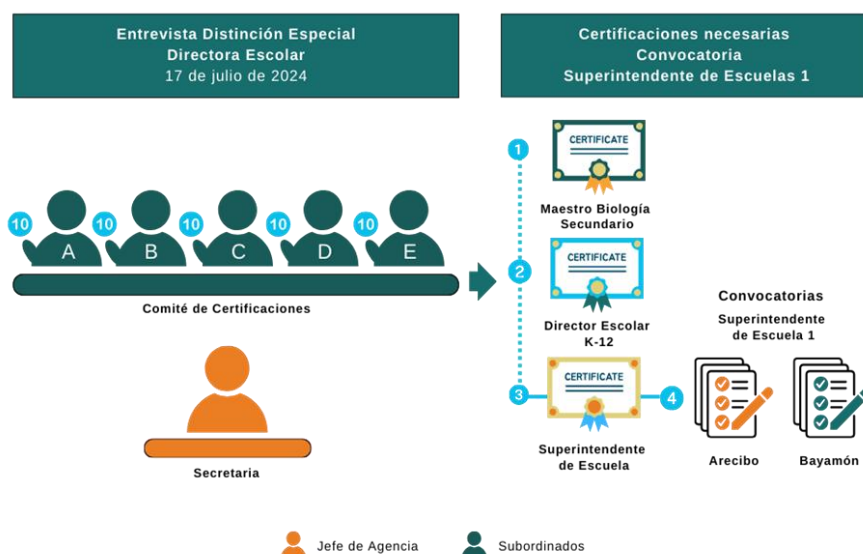 Entrevista Distinción Especial
Directora Escolar
17 de julio de 2024
Certificaciones necesarias
Convocatoria
Superintendente de Escuelas 1
10
10
10
10
10
A
B
C
D
E
Comité de Certificaciones
Secretaria
1
CERTIFICATE
Maestro Biología
Secundario
2
CERTIFICATE
Director Escolar
K-12
3
CERTIFICATE
4
Superintendente
de Escuela
Convocatorias
Superintendente
de Escuela 1
Arecibo
Bayamón
Jefe de Agencia
Subordinados